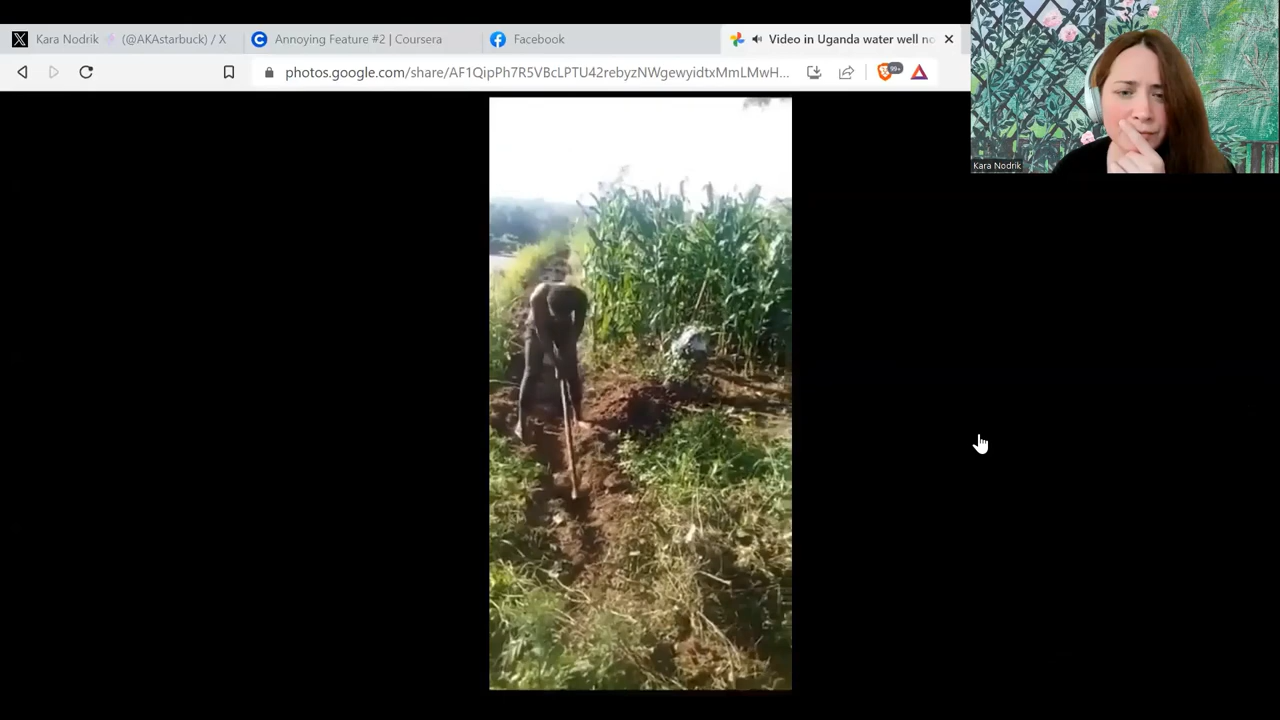 Kara Nodrik (@AKAstarbuck) / X
Annoying Feature #2 | Coursera
Facebook
Video in Uganda water well no
photos.google.com/share/AF1QipPh7R5VBcLPTU42rebyzNWgewyidtxMmLMwH...
99+
Kara Nodrik